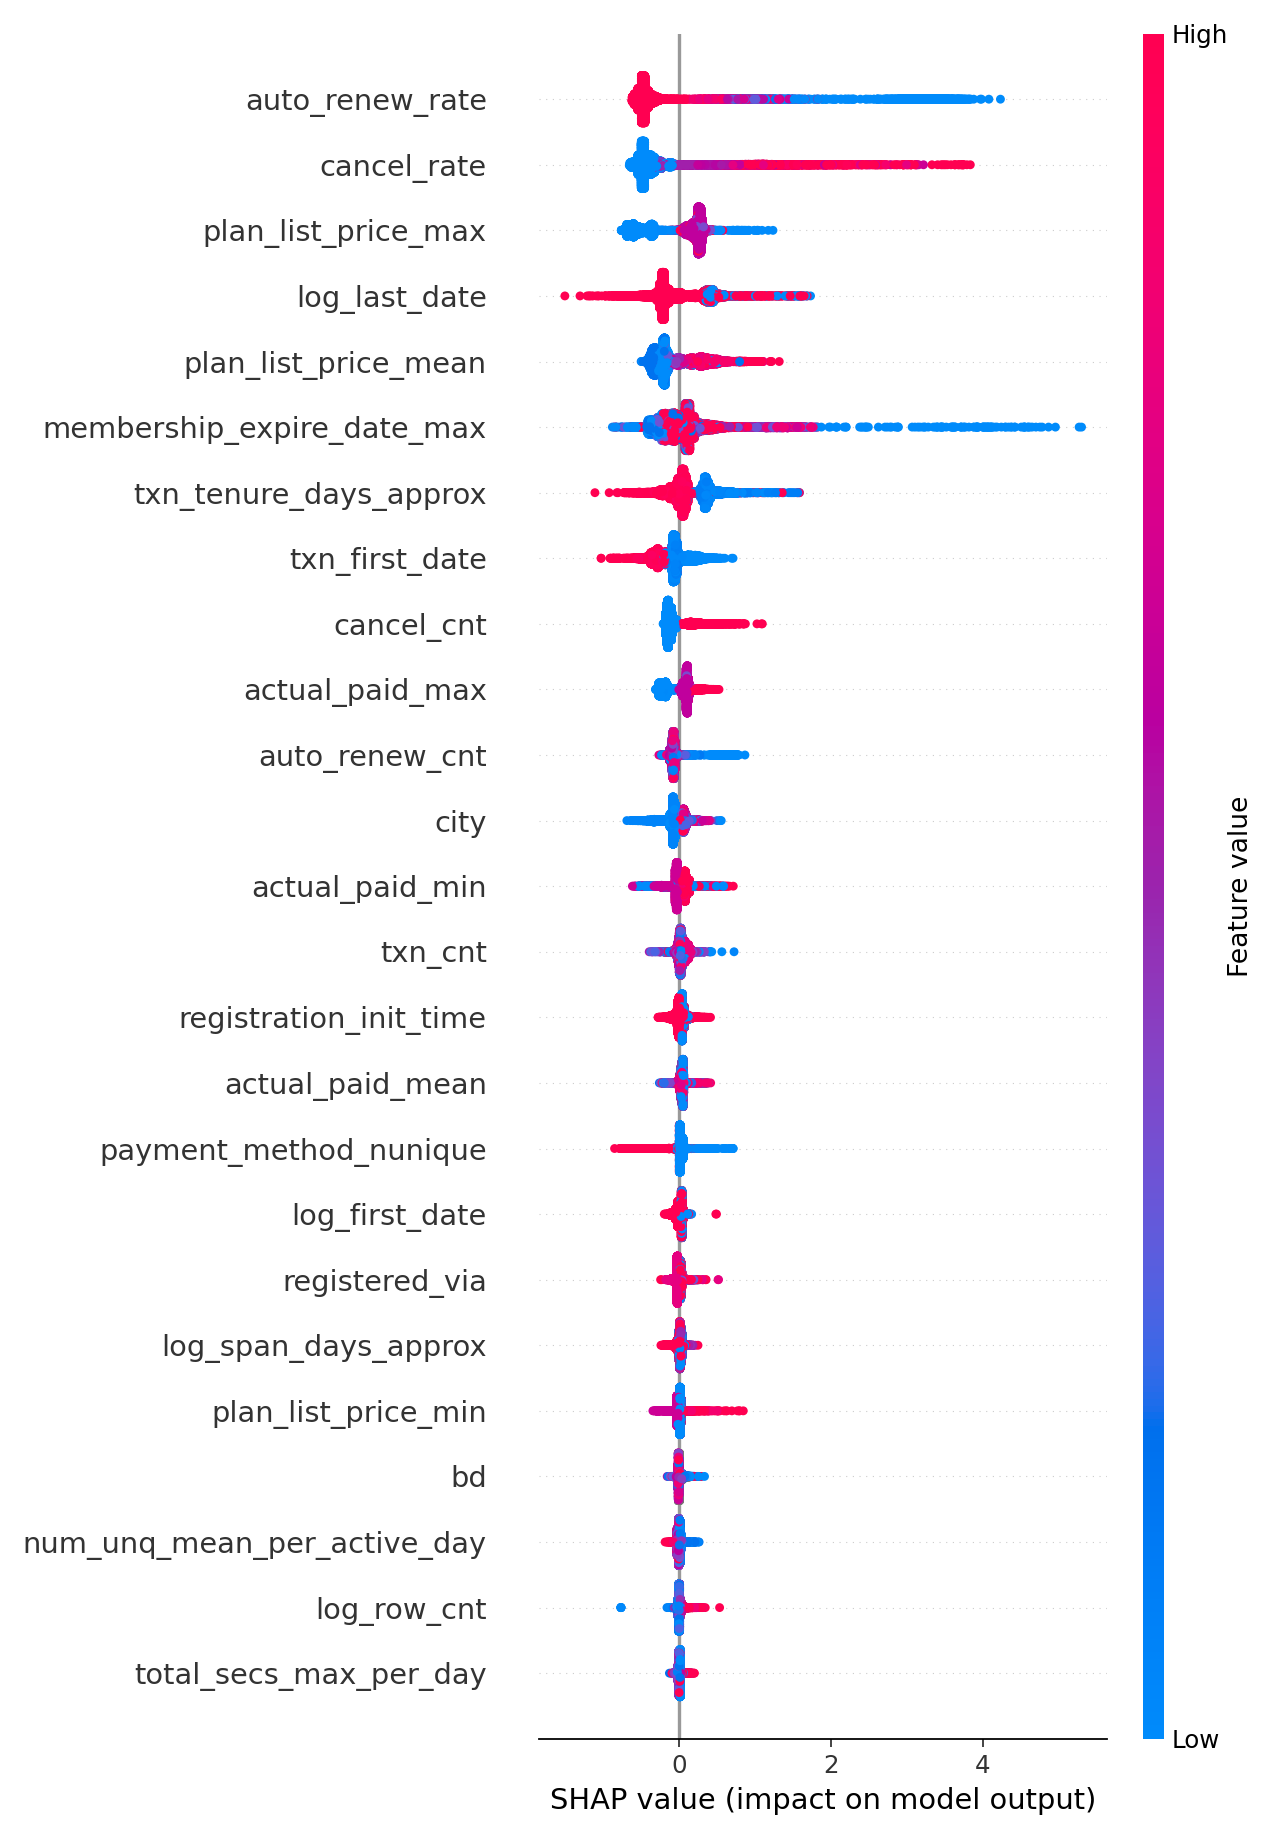 High
auto_renew_rate
cancel_rate
plan_list_price_max
log_last_date
plan_list_price_mean
membership_expire_date_max
txn_tenure_days_approx
txn_first_date
cancel_cnt
actual_paid_max
auto_renew_cnt
city
actual_paid_min
txn_cnt
registration_init_time
actual_paid_mean
payment_method_nunique
log_first_date
registered_via
log_span_days_approx
plan_list_price_min
bd
num_unq_mean_per_active_day
log_row_cnt
total_secs_max_per_day
Feature value
Low
0 2 4
SHAP value (impact on model output)